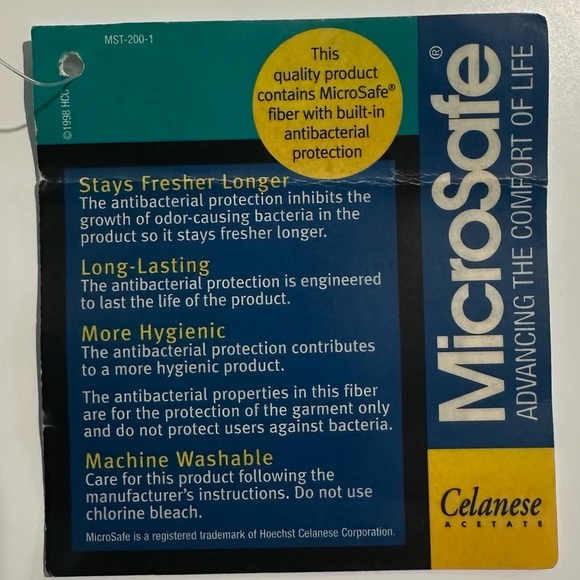 MST-200-1
© 1998 HCC
This
quality product
contains MicroSafe®
fiber with built-in
antibacterial
protection
Stays Fresher Longer
The antibacterial protection inhibits the
growth of odor-causing bacteria in the
product so it stays fresher longer.
Long-Lasting
The antibacterial protection is engineered
to last the life of the product.
More Hygienic
The antibacterial protection contributes
to a more hygienic product.
The antibacterial properties in this fiber
are for the protection of the garment only
and do not protect users against bacteria.
Machine Washable
Care for this product following the
manufacturer's instructions. Do not use
chlorine bleach.
MicroSafe is a registered trademark of Hoechst Celanese Corporation.
MicroSafe®
ADVANCING THE COMFORT OF LIFE
Celanese
ACETATE